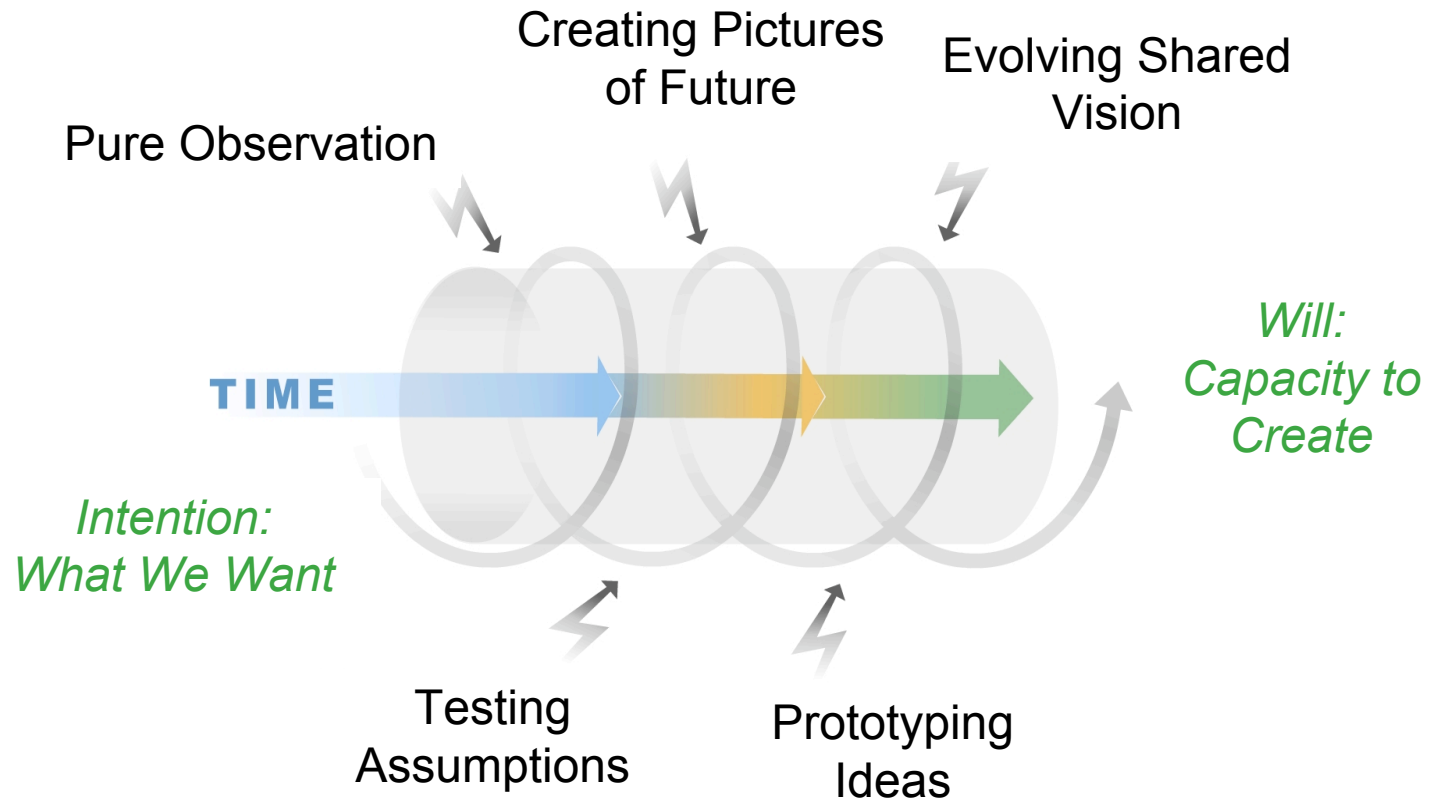 Creating Pictures
of Future
Evolving Shared
Vision
Pure Observation
Will:
Capacity to
Create
TIME
Intention:
What We Want
Testing
Assumptions
Prototyping
Ideas